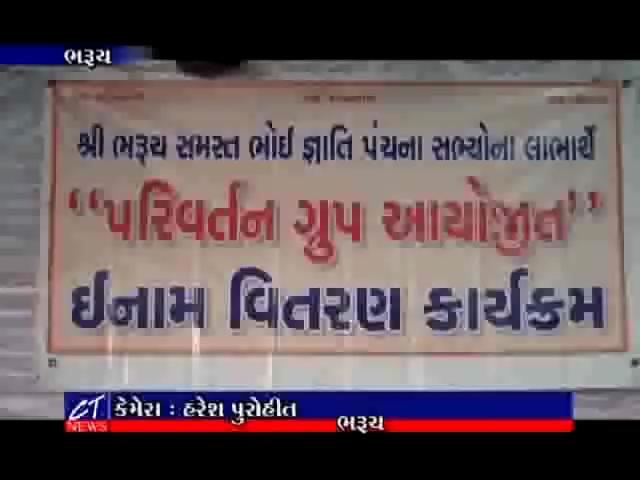 ભરૂચ
શ્રી ભરૂચ સમસ્ત ભોઈ જ્ઞાતિ પંચના સભ્યોના લાભાર્થે
‘‘પરિવર્તન ગ્રુપ આયોજીત’’
ઈનામ વિતરણ કાર્યક્રમ
CT NEWS
કેમેરા : હરેશ પુરોહીત
ભરૂચ